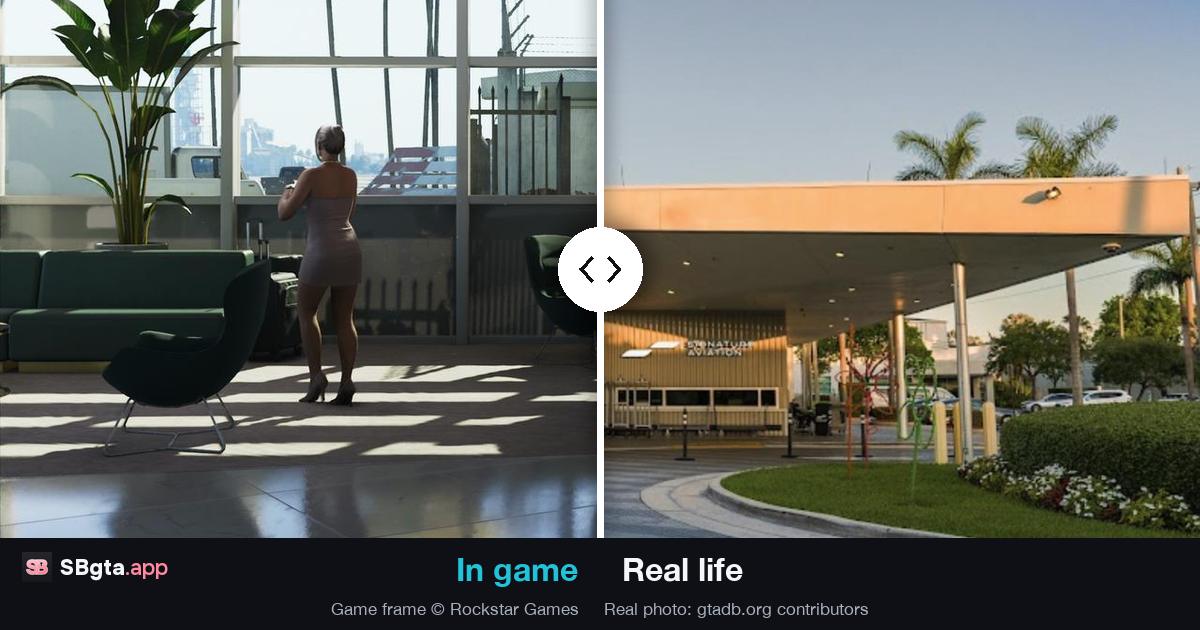 SIGNATURE
AVIATION
SB SBgta.app
In game
Real life
Game frame © Rockstar Games
Real photo: gtadb.org contributors